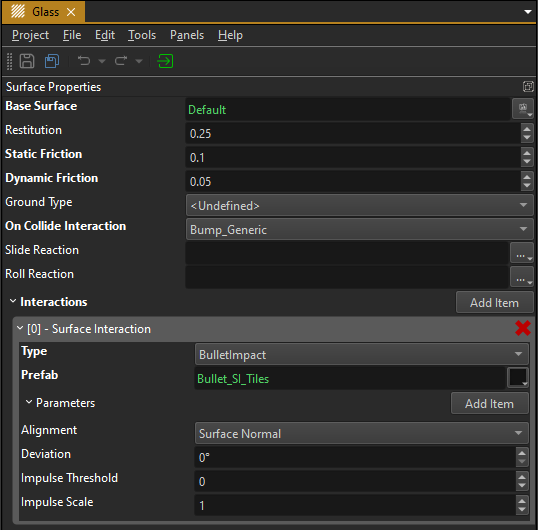 Glass
Project File Edit Tools Panels Help
Surface Properties
Base Surface Default
Restitution 0.25
Static Friction 0.1
Dynamic Friction 0.05
Ground Type <Undefined>
On Collide Interaction Bump_Generic
Slide Reaction ...
Roll Reaction ...
Interactions Add Item
[0] - Surface Interaction
Type BulletImpact
Prefab Bullet_SI_Tiles
Parameters Add Item
Alignment Surface Normal
Deviation 0°
Impulse Threshold 0
Impulse Scale 1